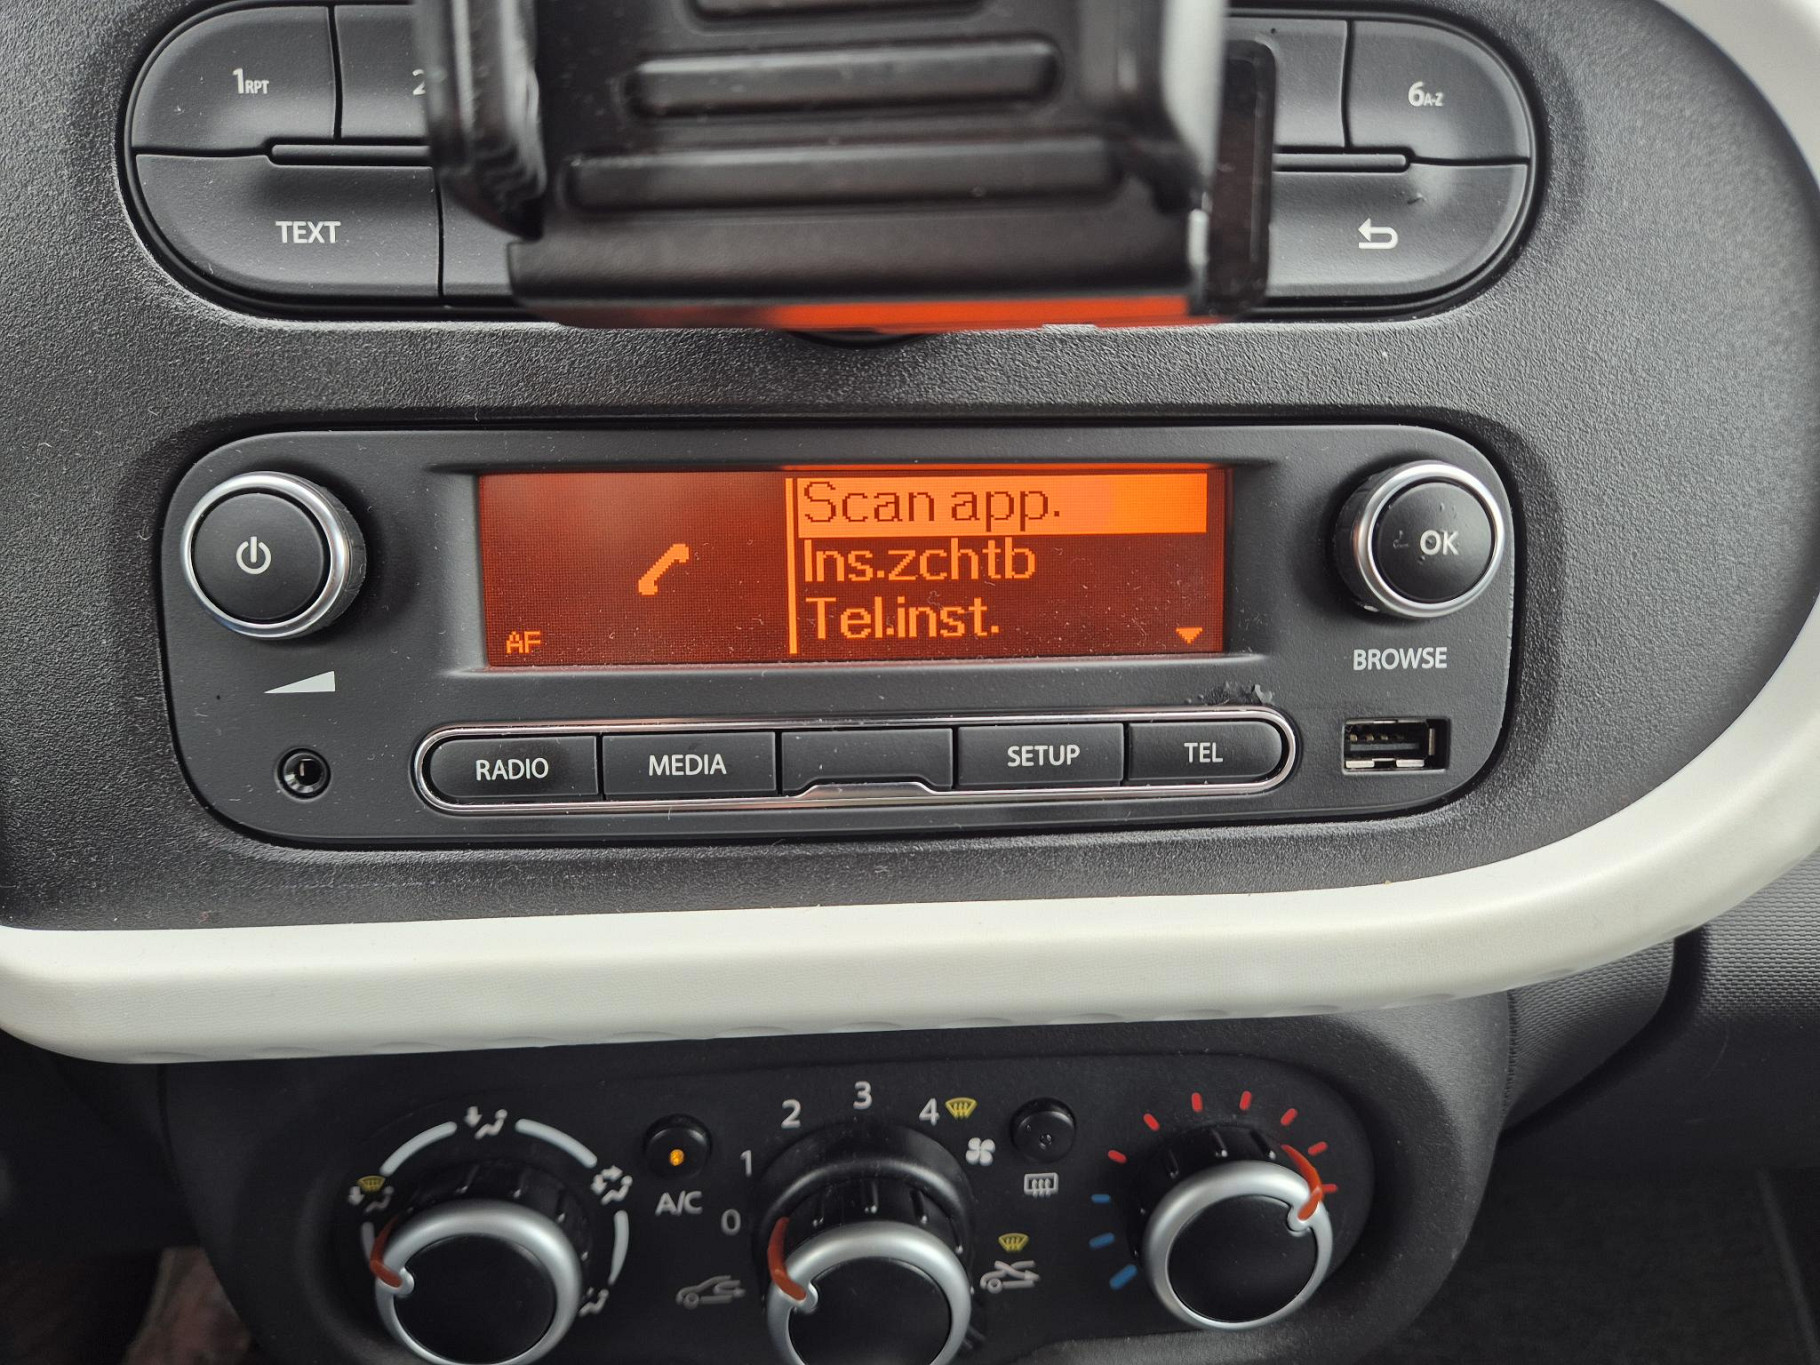 1RPT
2
6A-Z
TEXT
Scan app.
Ins.zchtb
Tel.inst.
AF
OK
BROWSE
RADIO
MEDIA
SETUP
TEL
0
1
2
3
4
A/C